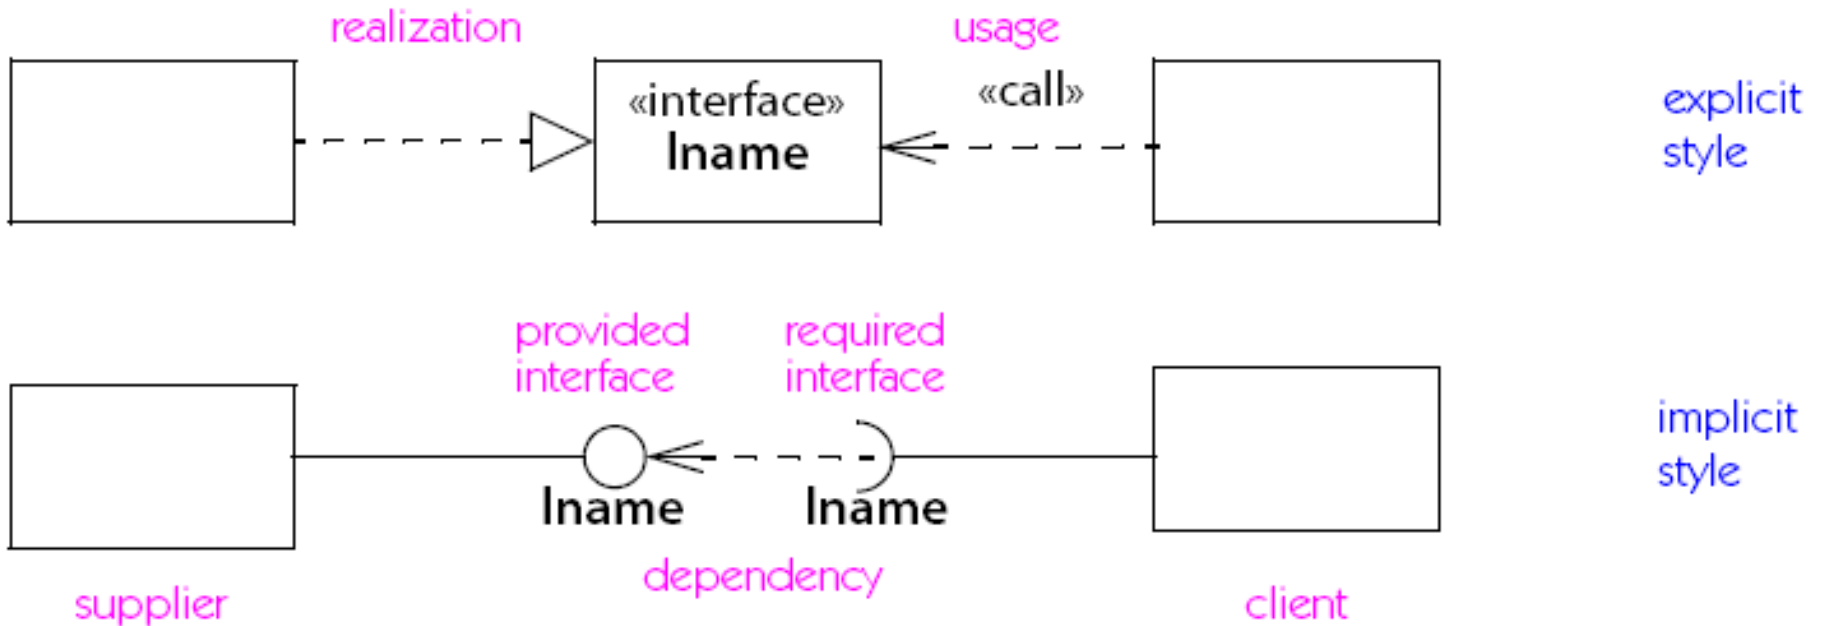 realization
usage
«interface»
Iname
«call»
explicit
style
provided
interface
required
interface
implicit
style
Iname
Iname
dependency
supplier
client